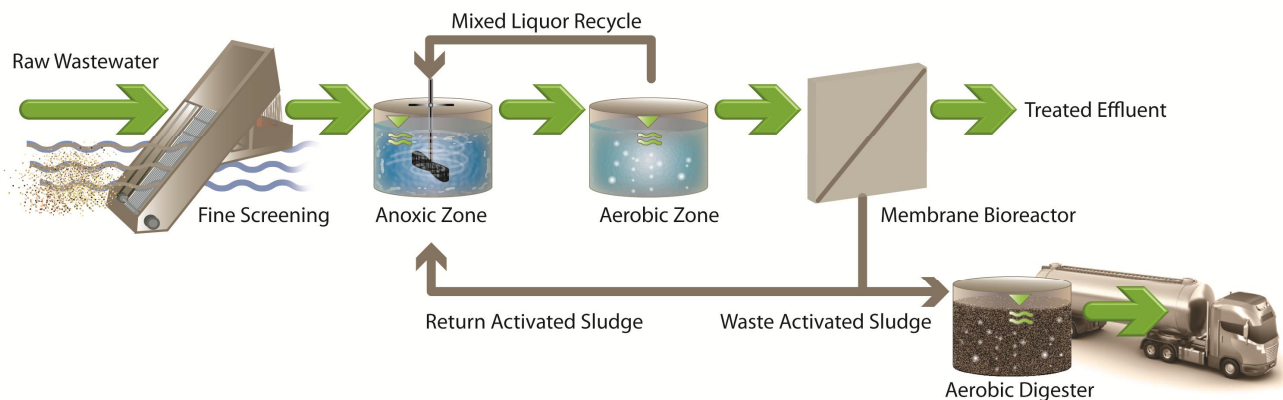 Mixed Liquor Recycle
Raw Wastewater
Treated Effluent
Fine Screening
Anoxic Zone
Aerobic Zone
Membrane Bioreactor
Return Activated Sludge
Waste Activated Sludge
Aerobic Digester